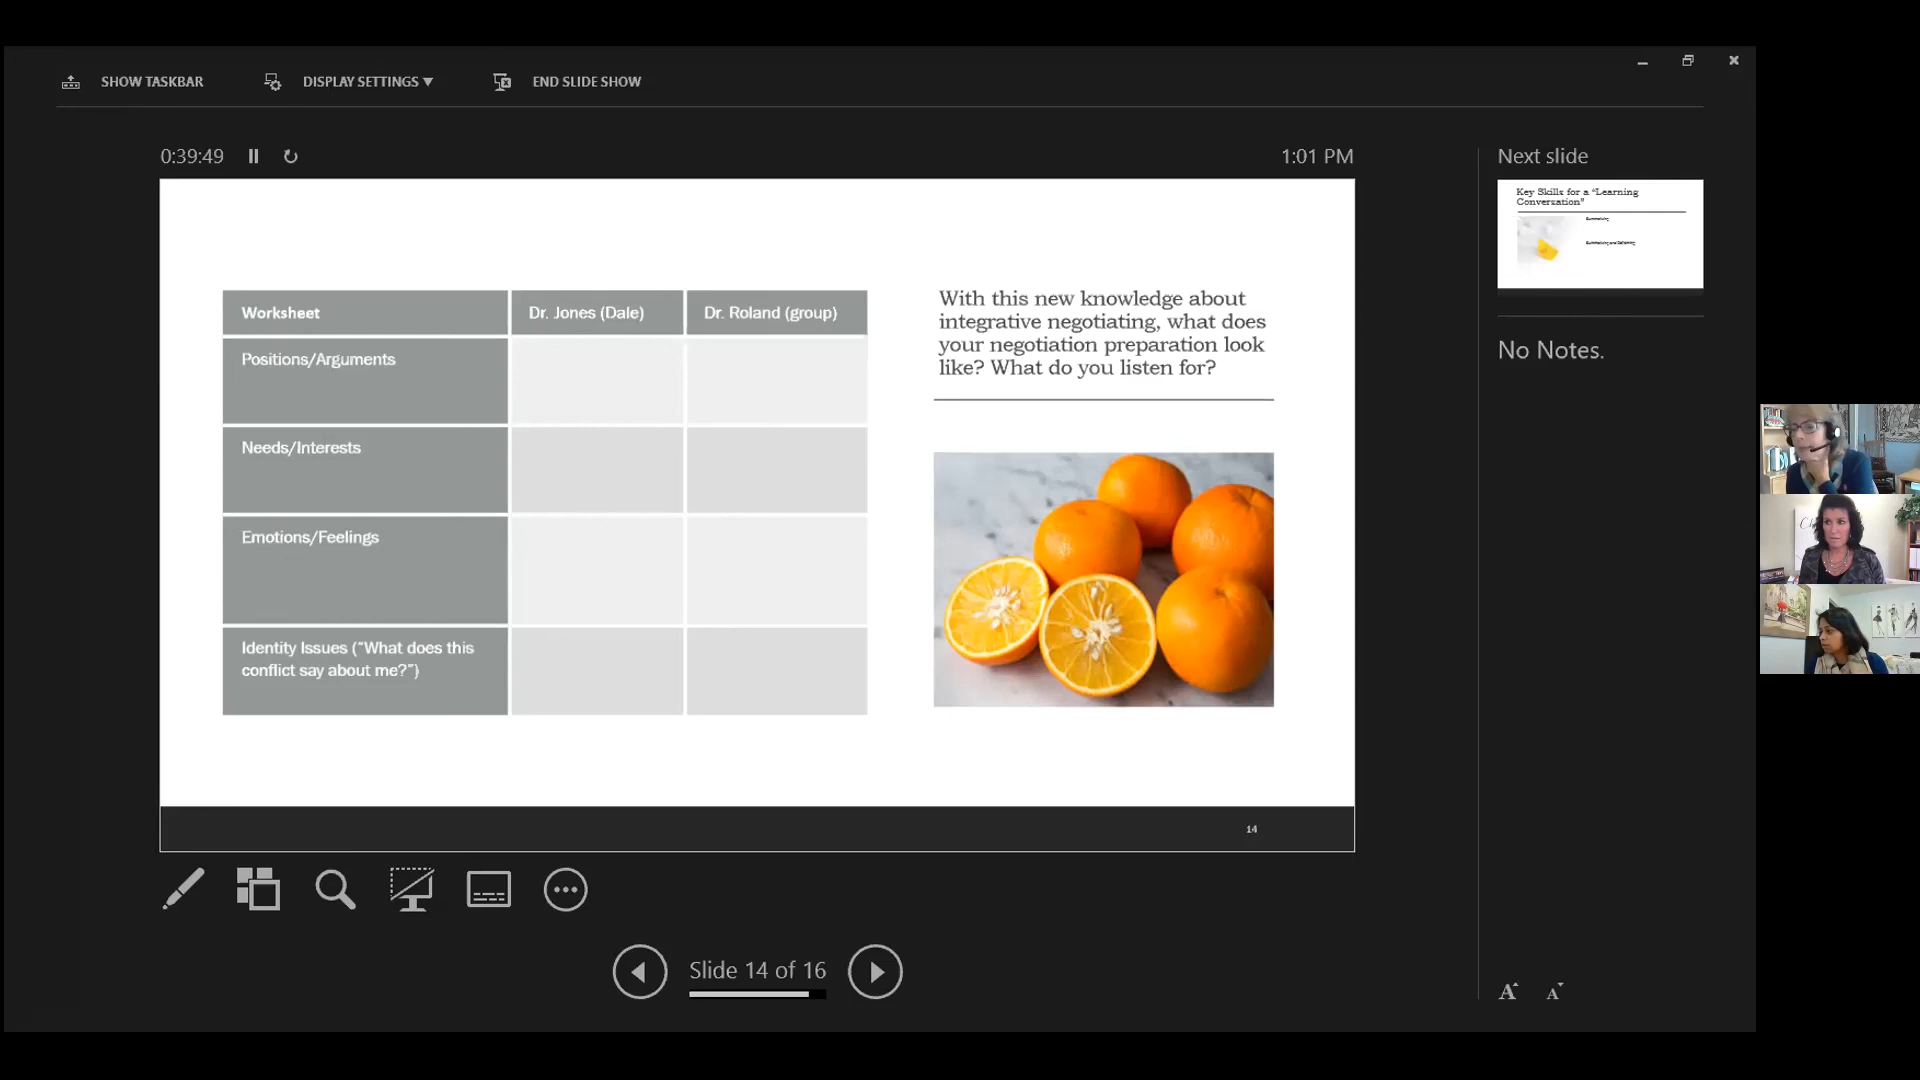 SHOW TASKBAR
DISPLAY SETTINGS
END SLIDE SHOW
0:39:49
1:01 PM
Worksheet
Dr. Jones (Dale)
Dr. Roland (group)
Positions/Arguments
Needs/Interests
Emotions/Feelings
Identity Issues ("What does this
conflict say about me?")
With this new knowledge about
integrative negotiating, what does
your negotiation preparation look
like? What do you listen for?
14
Slide 14 of 16
Next slide
Key Skills for a "Learning
Conversation"
Summarizing
No Notes.
A
A